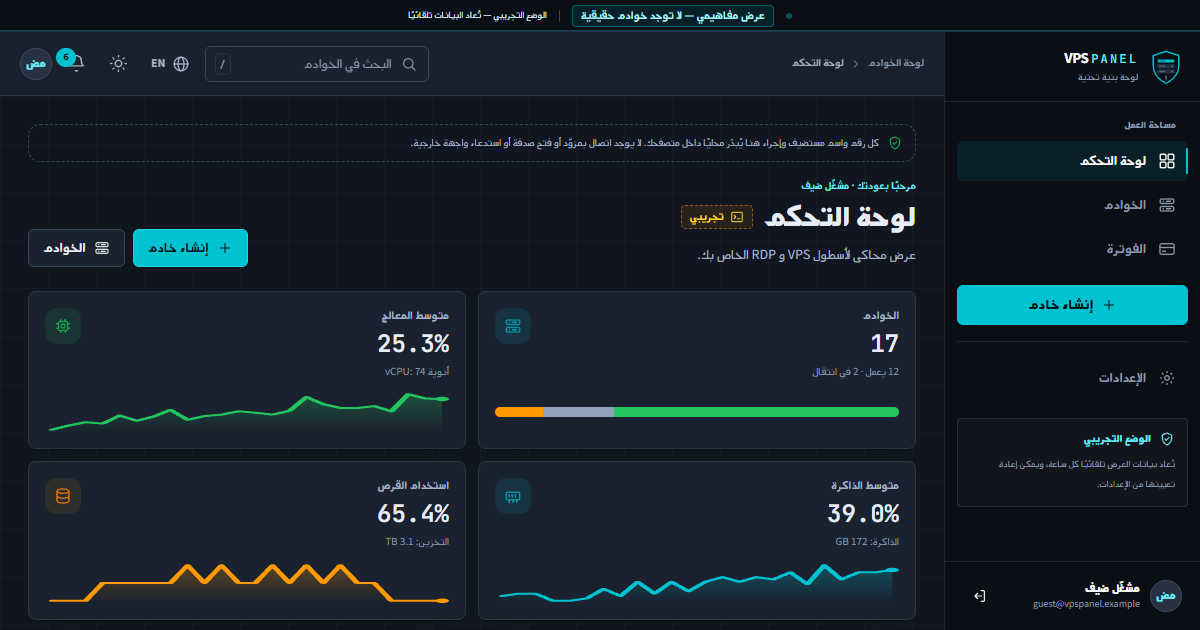 عرض مفاهيمي — لا توجد خوادم حقيقية
الوضع التجريبي — تُعاد البيانات تلقائيًا
VPS PANEL
لوحة بنية تحتية
لوحة الخوادم › لوحة التحكم
البحث في الخوادم
/
EN
6
مض
مساحة العمل
لوحة التحكم
الخوادم
الفوترة
إنشاء خادم
الإعدادات
الوضع التجريبي
تُعاد بيانات العرض تلقائيًا كل ساعة، ويمكن إعادة
تعيينها من الإعدادات.
مض
مشغّل ضيف
guest@vpspanel.example
كل رقم واسم مستضيف وإجراء هنا يُبذَر محليًا داخل متصفحك. لا يوجد اتصال بمزوّد أو فتح صدفة أو استدعاء واجهة خارجية.
مرحبًا بعودتك · مشغّل ضيف
لوحة التحكم
تجريبي
عرض محاكى لأسطول VPS و RDP الخاص بك.
إنشاء خادم
الخوادم
الخوادم
17
12 يعمل · 2 في انتقال
متوسط المعالج
25.3%
أنوية vCPU: 74
متوسط الذاكرة
39.0%
الذاكرة: 172 GB
استخدام القرص
65.4%
التخزين: 3.1 TB